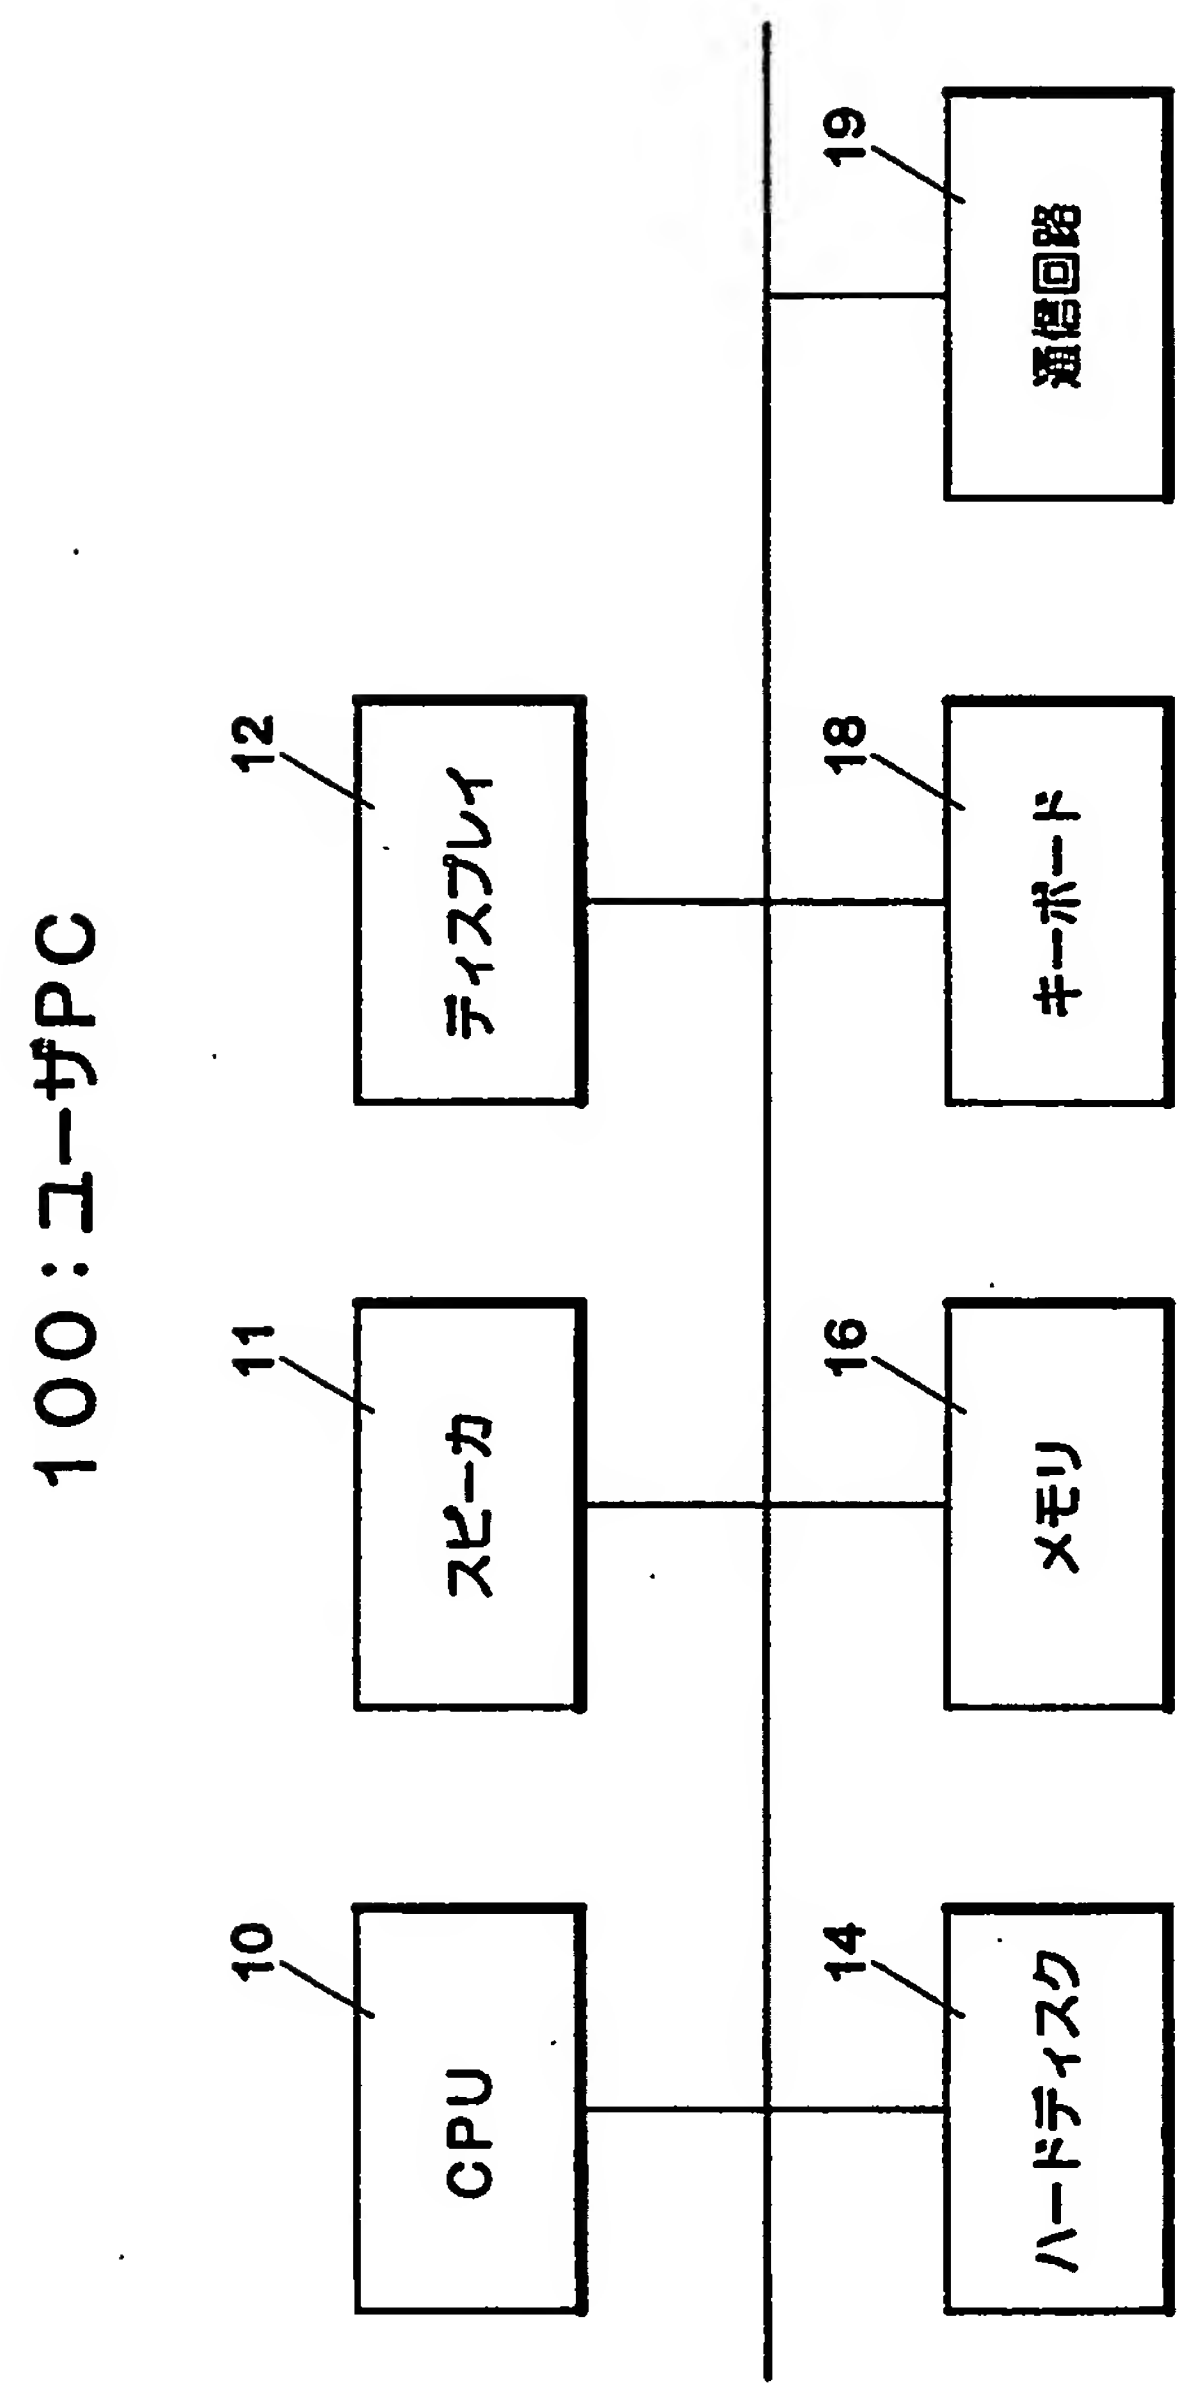 100：ユーザPC
10
CPU
11
スピーカ
12
ディスプレイ
14
ハードディスク
16
メモリ
18
キーボード
19
通信回路